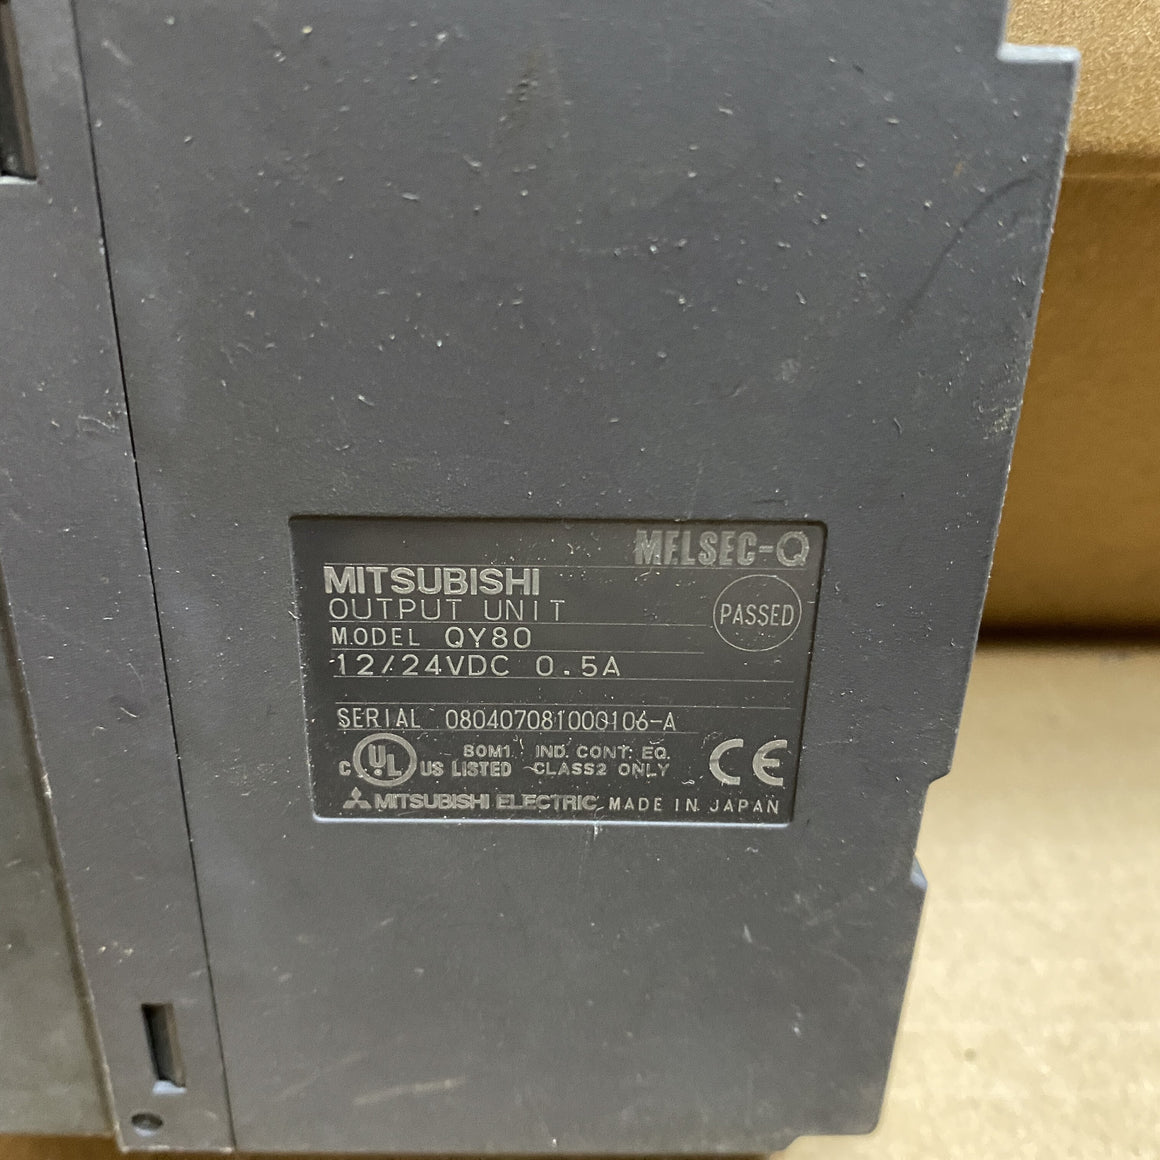 MELSEC-Q
MITSUBISHI
OUTPUT UNIT
PASSED
MODEL QY80
12/24VDC 0.5A
SERIAL 080407081000106-A
C UL US LISTED 80M1 IND. CONT. EQ.
CLASS2 ONLY
CE
MITSUBISHI ELECTRIC MADE IN JAPAN